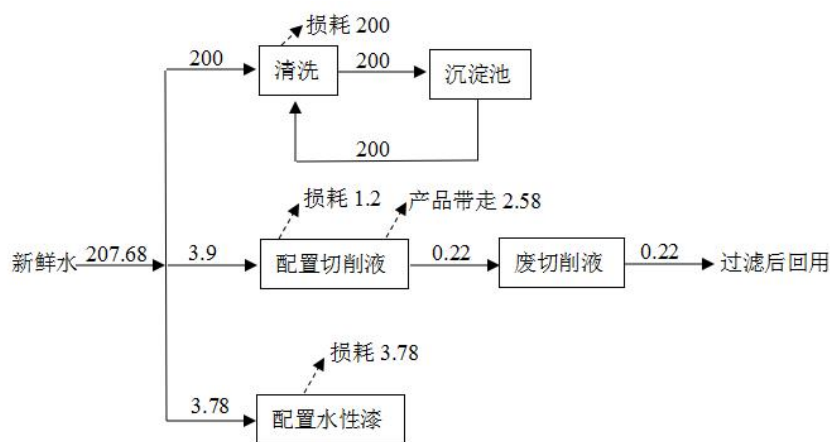 损耗 200
200
清洗
200
沉淀池
200
损耗 1.2
产品带走 2.58
新鲜水
207.68
3.9
配置切削液
0.22
废切削液
0.22
过滤后回用
损耗 3.78
3.78
配置水性漆